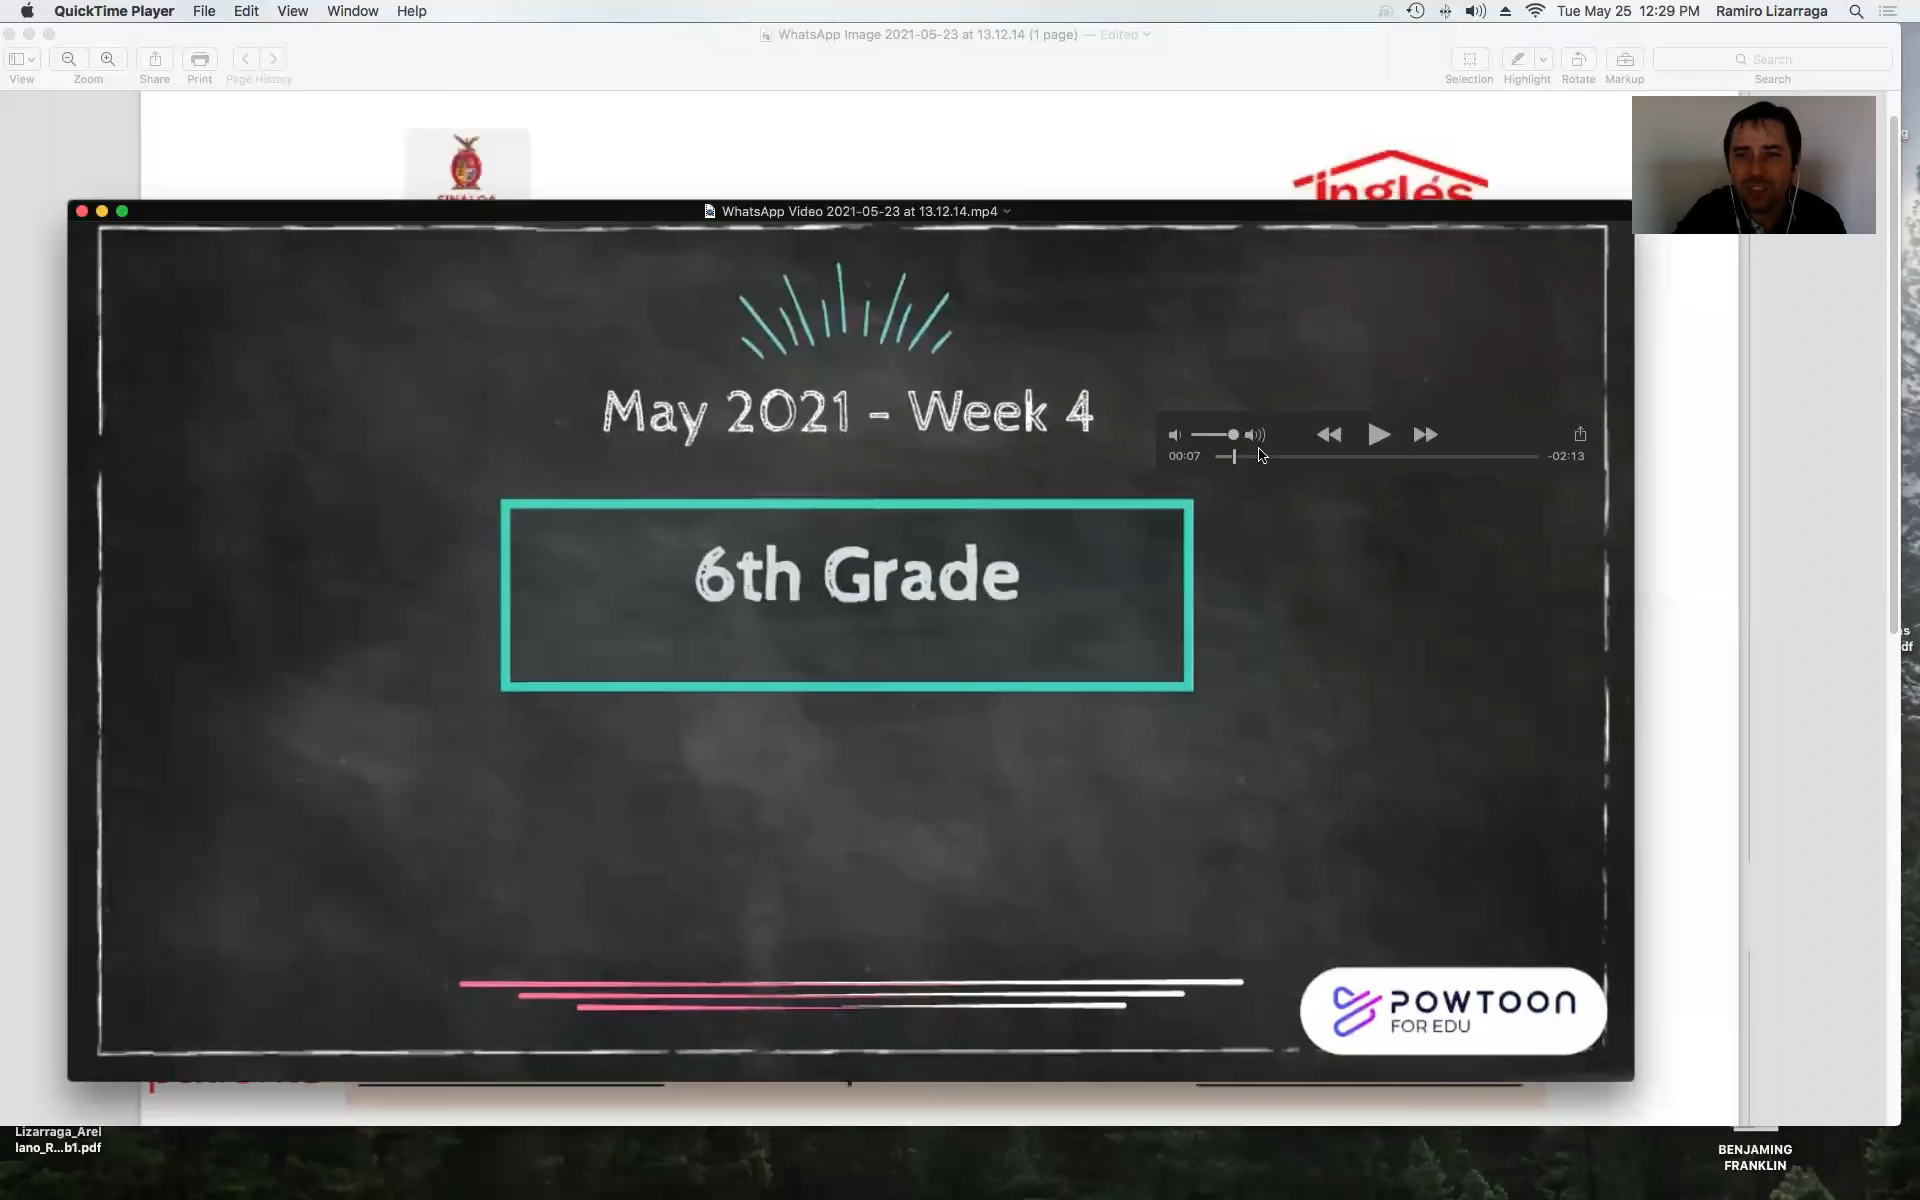 QuickTime Player File Edit View Window Help Tue May 25 12:29 PM Ramiro Lizarraga
WhatsApp Image 2021-05-23 at 13.12.14 (1 page) — Edited
View Zoom Share Print Page History Selection Highlight Rotate Markup Search
Search
SINALOA
inglés
WhatsApp Video 2021-05-23 at 13.12.14.mp4
May 2021 - Week 4
00:07 -02:13
6th Grade
POWTOON
FOR EDU
Lizarraga_Arel
lano_R...b1.pdf
BENJAMING
FRANKLIN